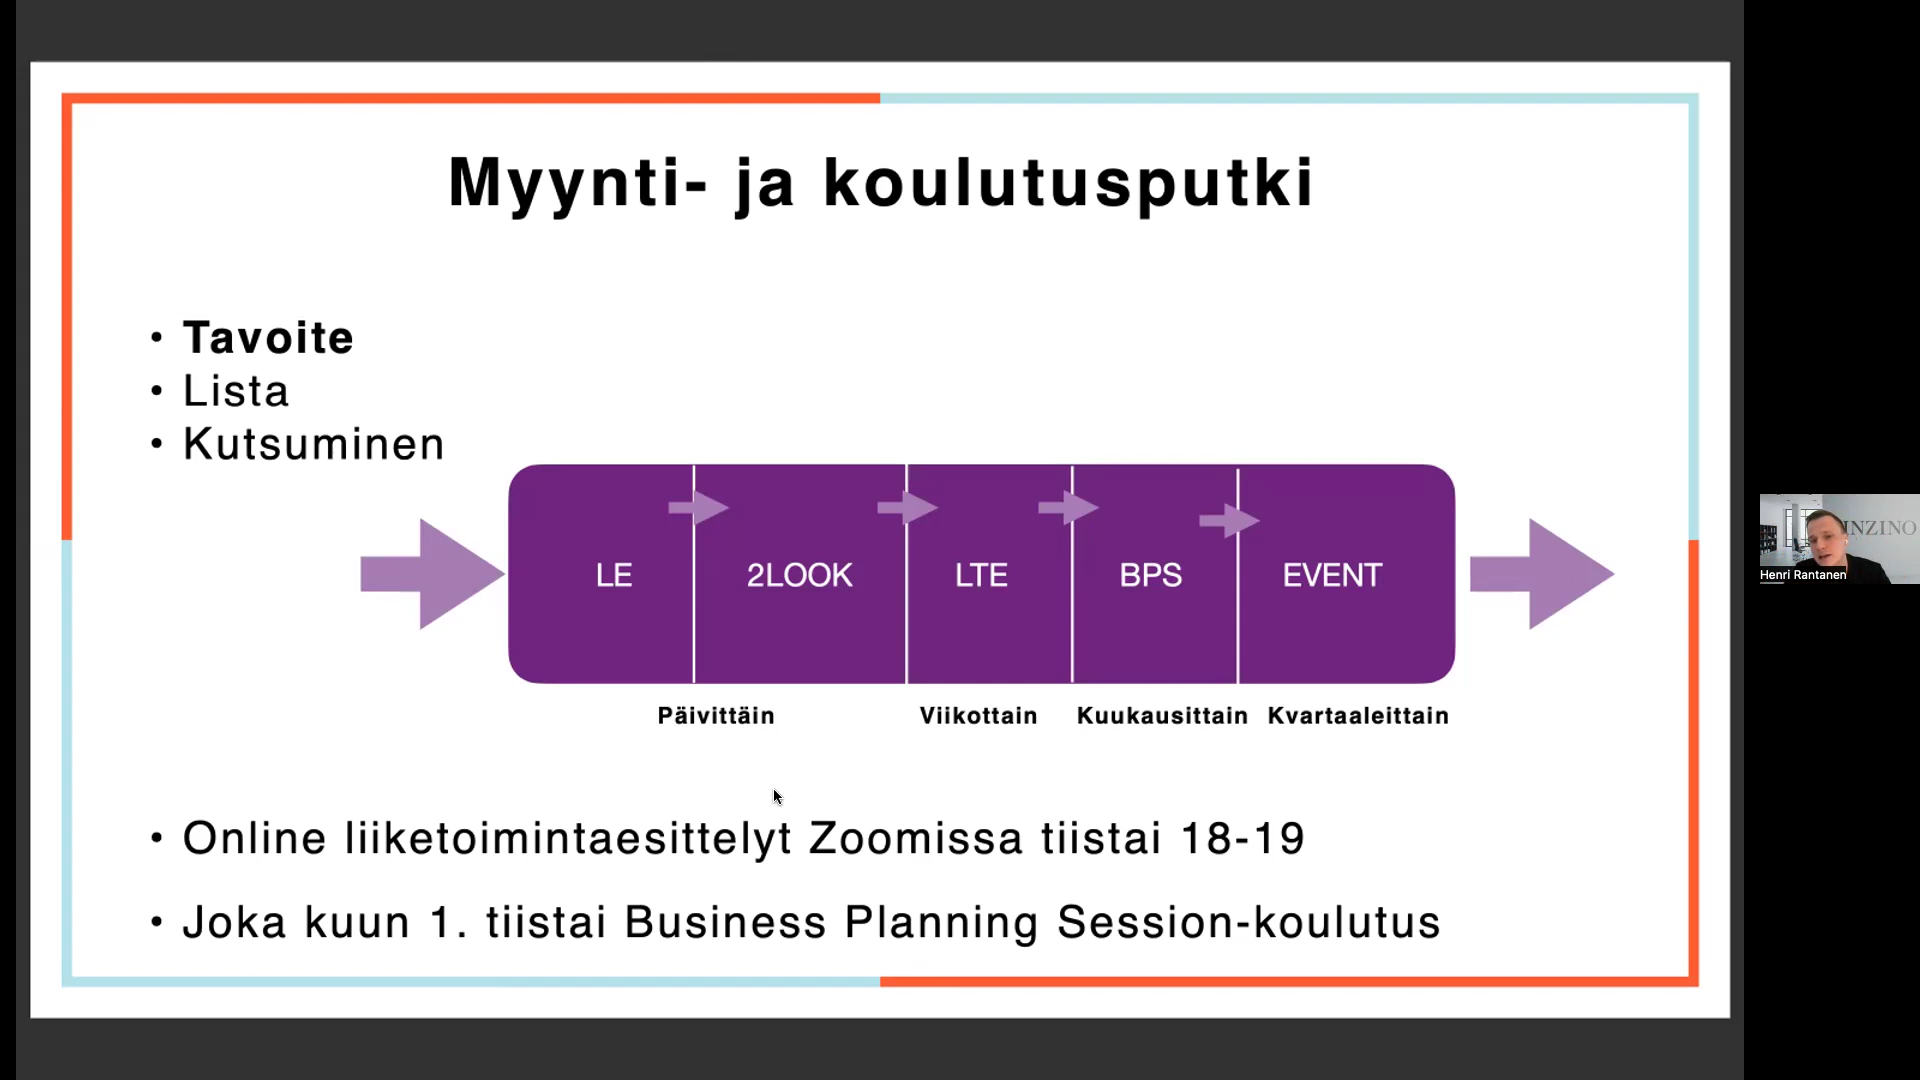 Myynti- ja koulutusputki
• Tavoite
• Lista
• Kutsuminen
LE
2LOOK
LTE
BPS
EVENT
Päivittäin
Viikottain
Kuukausittain
Kvartaaleittain
• Online liiketoimintaesittelyt Zoomissa tiistai 18-19
• Joka kuun 1. tiistai Business Planning Session-koulutus
INZINO
Henri Rantanen